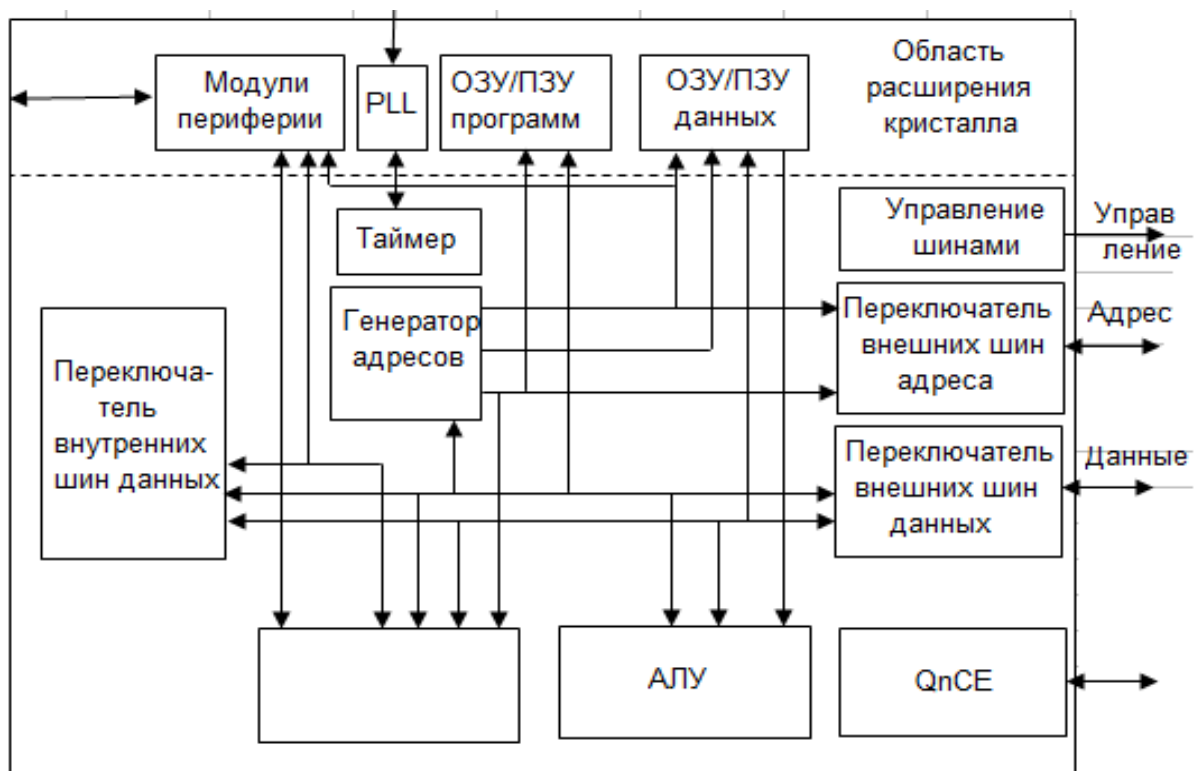 Модули
периферии
PLL
ОЗУ/ПЗУ
программ
ОЗУ/ПЗУ
данных
Область
расширения
кристалла
Таймер
Управление
шинами
Управ
ление
Генератор
адресов
Переключатель
внешних шин
адреса
Адрес
Переключа-
тель
внутренних
шин данных
Переключатель
внешних шин
данных
Данные
АЛУ
QnCE